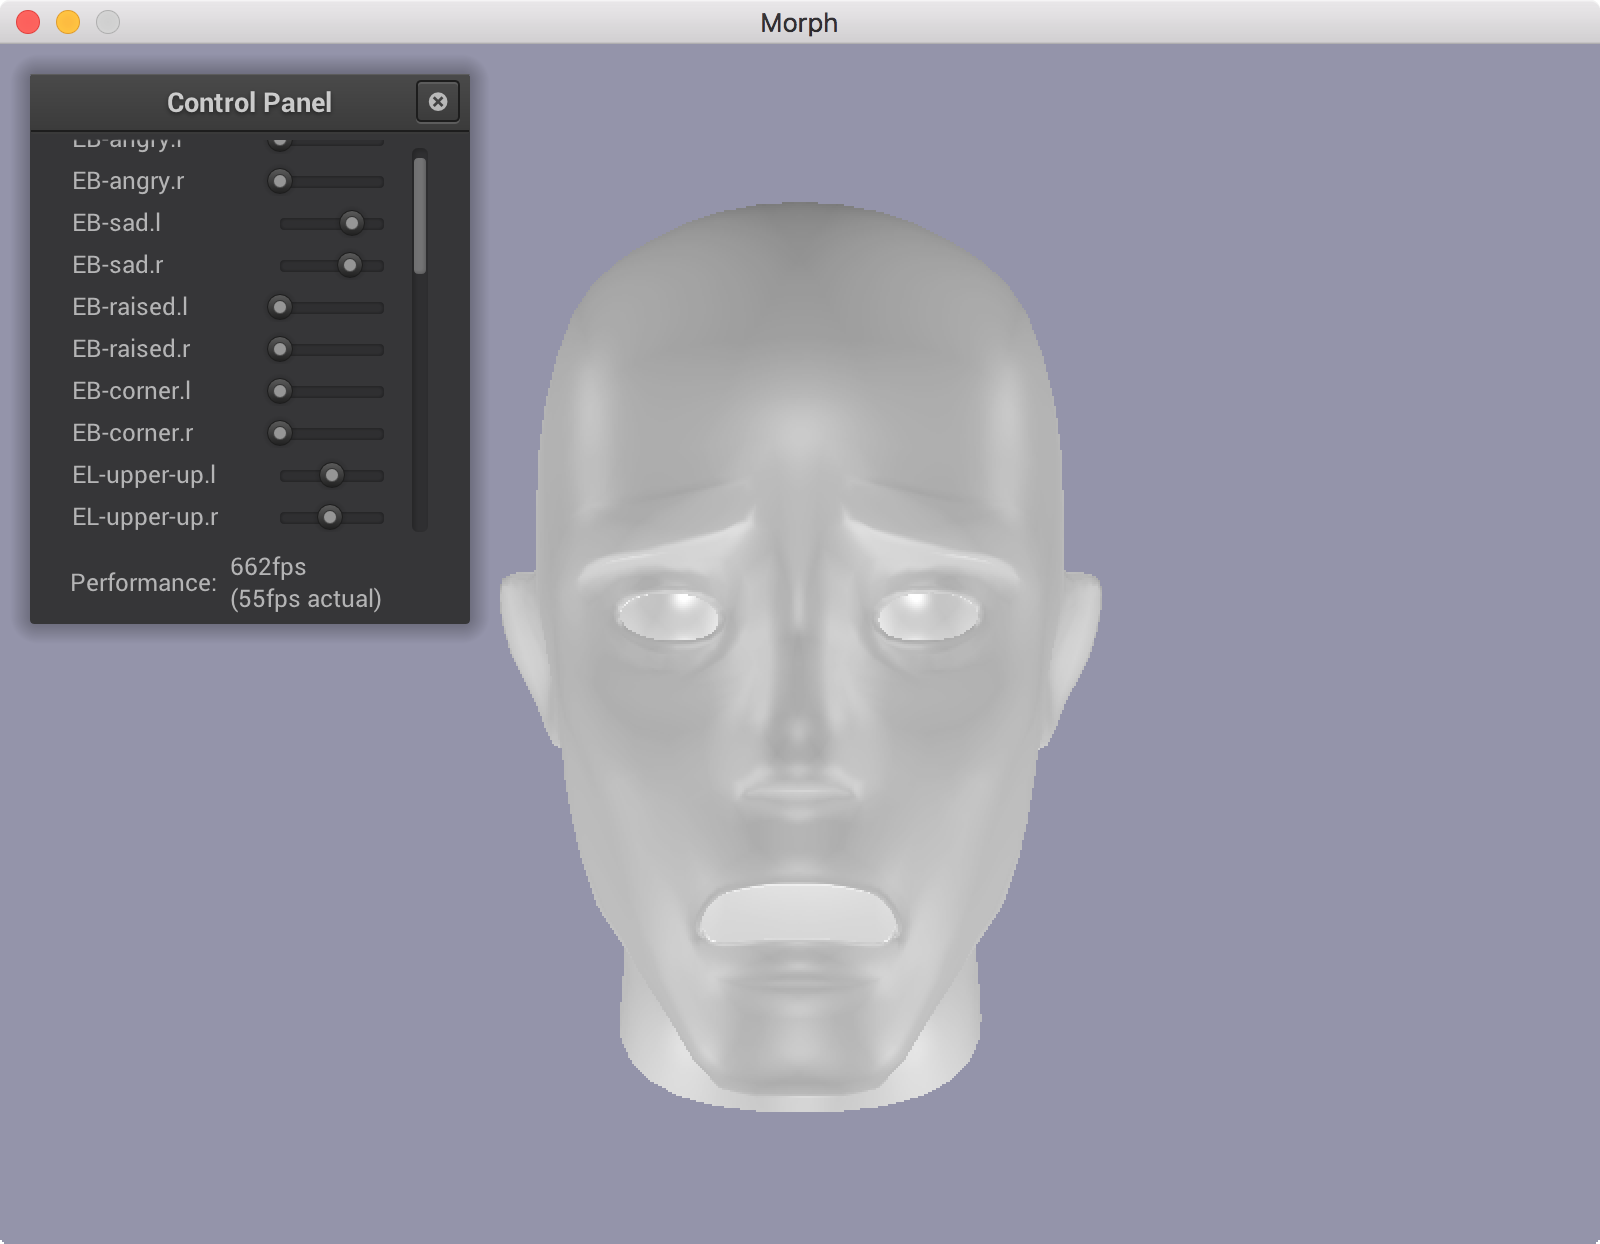 Morph
Control Panel
EB-angry.r
EB-sad.l
EB-sad.r
EB-raised.l
EB-raised.r
EB-corner.l
EB-corner.r
EL-upper-up.l
EL-upper-up.r
Performance: 662fps
(55fps actual)